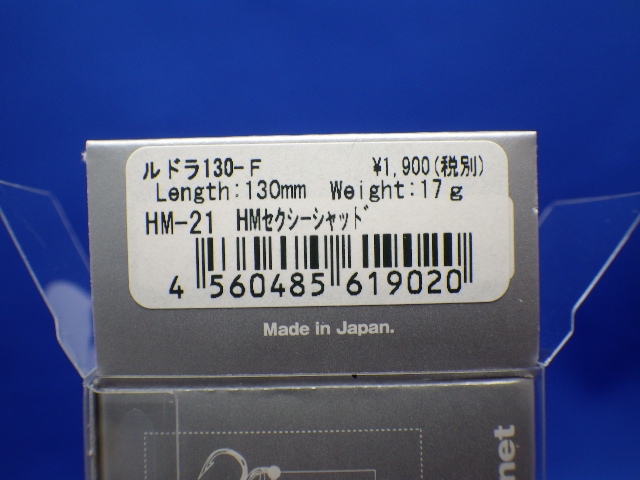 ルドラ130-F ¥1,900(税別)
Length:130mm Weight:17g
HM-21 HMセクシーシャッド
4 560485 619020
Made in Japan.
net